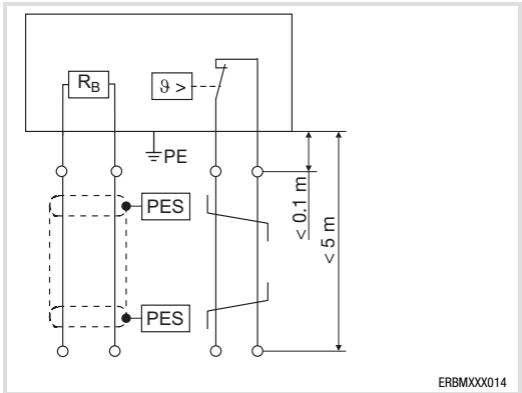 R_B
ϑ >
PE
PES
PES
< 0.1 m
< 5 m
ERBMXXX014